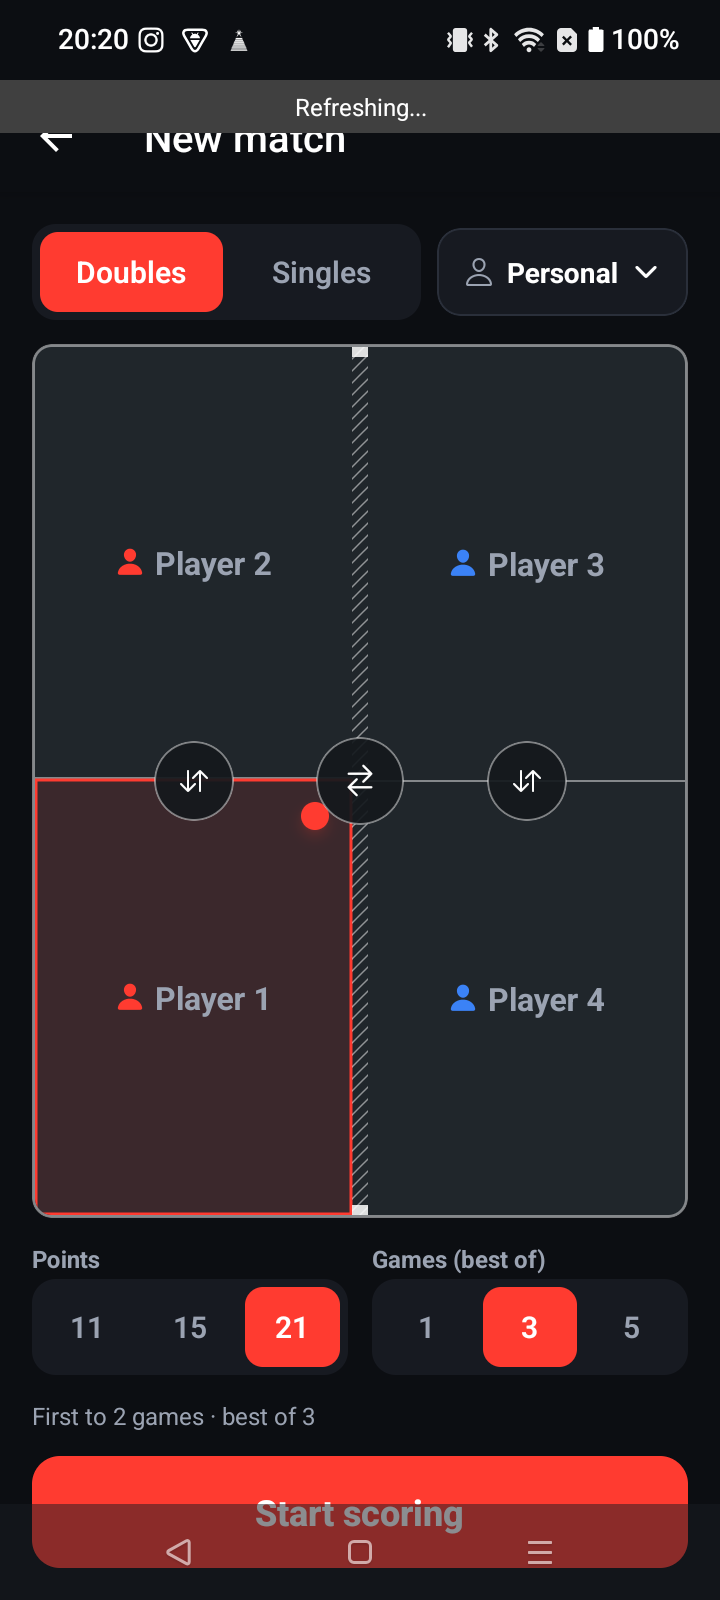 20:20 100%
Refreshing...
New match
Doubles Singles Personal
Player 2 Player 3
Player 1 Player 4
Points Games (best of)
11 15 21 1 3 5
First to 2 games · best of 3
Start scoring